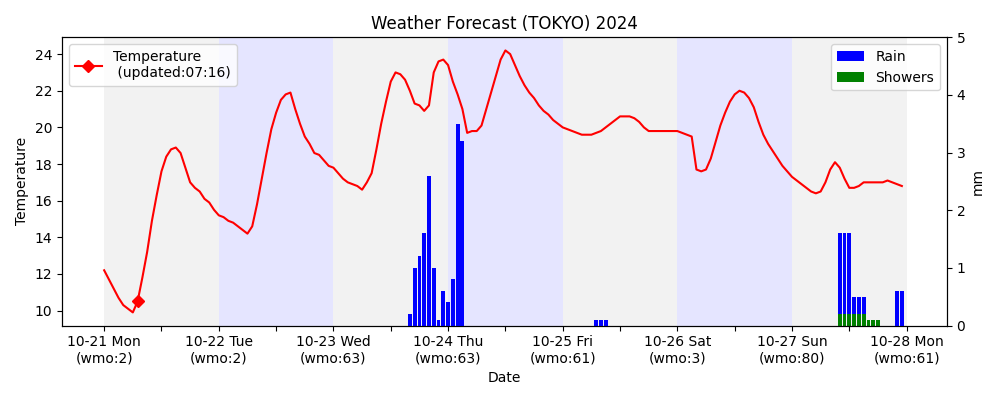 Weather Forecast (TOKYO) 2024
Temperature
(updated:07:16)
Rain
Showers
Temperature
24
22
20
18
16
14
12
10
5
4
3
2
1
0
mm
10-21 Mon
(wmo:2)
10-22 Tue
(wmo:2)
10-23 Wed
(wmo:63)
10-24 Thu
(wmo:63)
10-25 Fri
(wmo:61)
10-26 Sat
(wmo:3)
10-27 Sun
(wmo:80)
10-28 Mon
(wmo:61)
Date